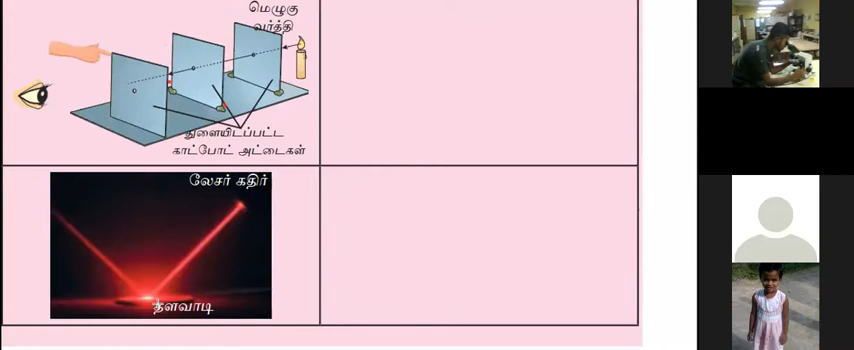 மெழுகு
வர்த்தி
துளையிடப்பட்ட
காட்போட் அட்டைகள்
லேசர் கதிர்
தளவாடி